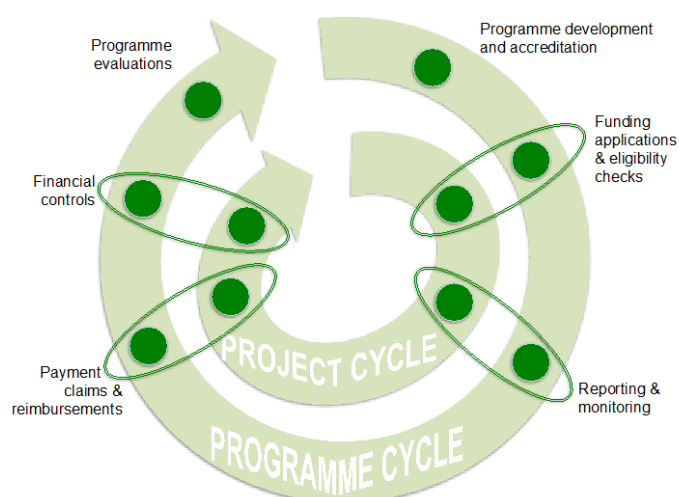 Programme development
and accreditation
Funding
applications
& eligibility
checks
Reporting &
monitoring
Payment
claims &
reimbursements
Financial
controls
Programme
evaluations
PROJECT CYCLE
PROGRAMME CYCLE